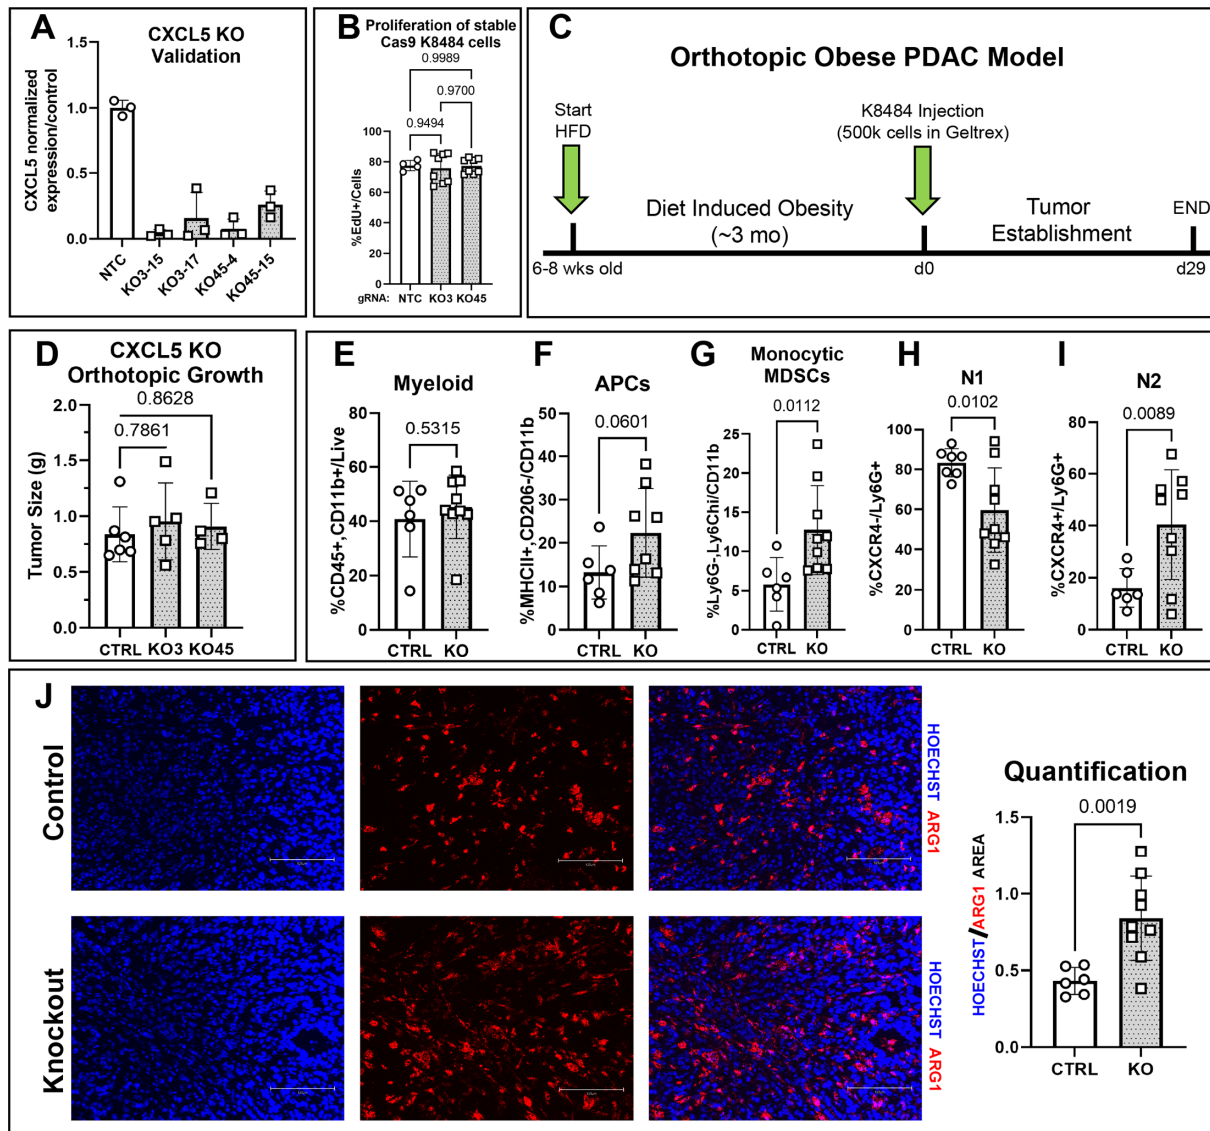 A
CXCL5 KO
Validation
CXCL5 normalized
expression/control
1.5
1.0
0.5
0.0
NTC
KO3-15
KO3-17
KO45-4
KO45-15
B
Proliferation of stable
Cas9 K8484 cells
0.9989
0.9700
0.9494
%EdU+/Cells
100
80
60
40
20
0
gRNA: NTC KO3 KO45
C
Orthotopic Obese PDAC Model
Start
HFD
K8484 Injection
(500k cells in Geltrex)
Diet Induced Obesity
(~3 mo)
Tumor
Establishment
END
6-8 wks old
d0
d29
D
CXCL5 KO
Orthotopic Growth
0.8628
0.7861
Tumor Size (g)
2.0
1.5
1.0
0.5
0.0
CTRL KO3 KO45
E
Myeloid
0.5315
%CD45+,CD11b+/Live
80
60
40
20
0
CTRL KO
F
APCs
0.0601
%MHCII+,CD206-/CD11b
50
40
30
20
10
0
CTRL KO
G
Monocytic
MDSCs
0.0112
%Ly6G-,Ly6Chi/CD11b
25
20
15
10
5
0
CTRL KO
H
N1
0.0102
%CXCR4-/Ly6G+
100
80
60
40
20
0
CTRL KO
I
N2
0.0089
%CXCR4+/Ly6G+
80
60
40
20
0
CTRL KO
J
Control
HOECHST ARG1
Knockout
HOECHST ARG1
Quantification
0.0019
HOECHST/ARG1 AREA
1.5
1.0
0.5
0.0
CTRL KO